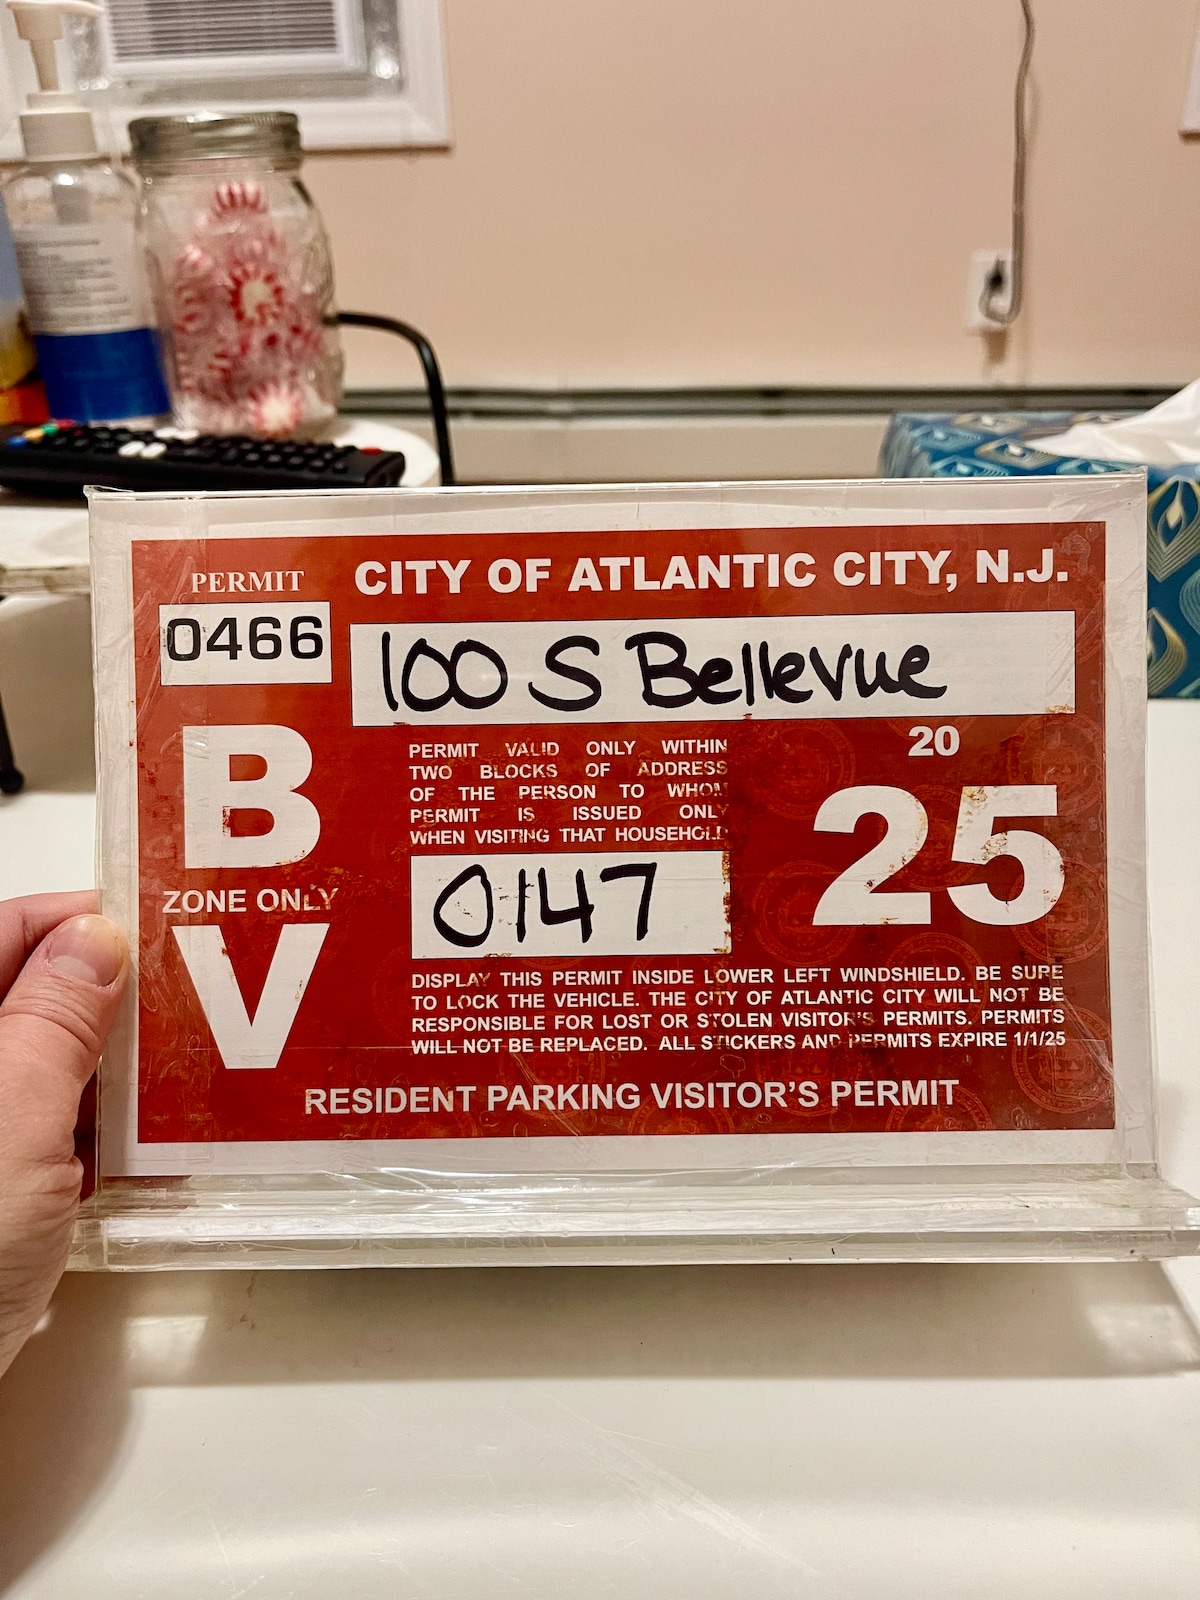 PERMIT
CITY OF ATLANTIC CITY, N.J.
0466
100 S Bellevue
B
ZONE ONLY
V
PERMIT VALID ONLY WITHIN
TWO BLOCKS OF ADDRESS
OF THE PERSON TO WHOM
PERMIT IS ISSUED ONLY
WHEN VISITING THAT HOUSEHOLD
0147
20
25
DISPLAY THIS PERMIT INSIDE LOWER LEFT WINDSHIELD. BE SURE
TO LOCK THE VEHICLE. THE CITY OF ATLANTIC CITY WILL NOT BE
RESPONSIBLE FOR LOST OR STOLEN VISITOR'S PERMITS. PERMITS
WILL NOT BE REPLACED. ALL STICKERS AND PERMITS EXPIRE 1/1/25
RESIDENT PARKING VISITOR'S PERMIT